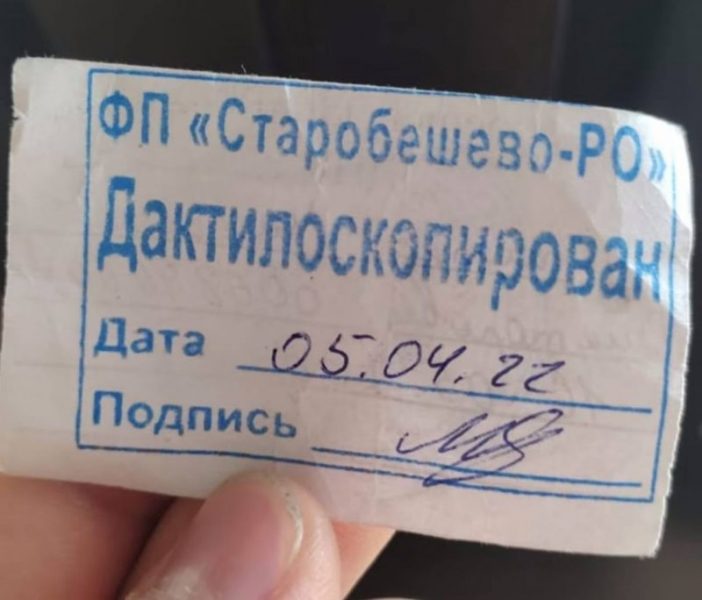 ФП «Старобешево-РО»
Дактилоскопирован
Дата 05.04.22
Подпись